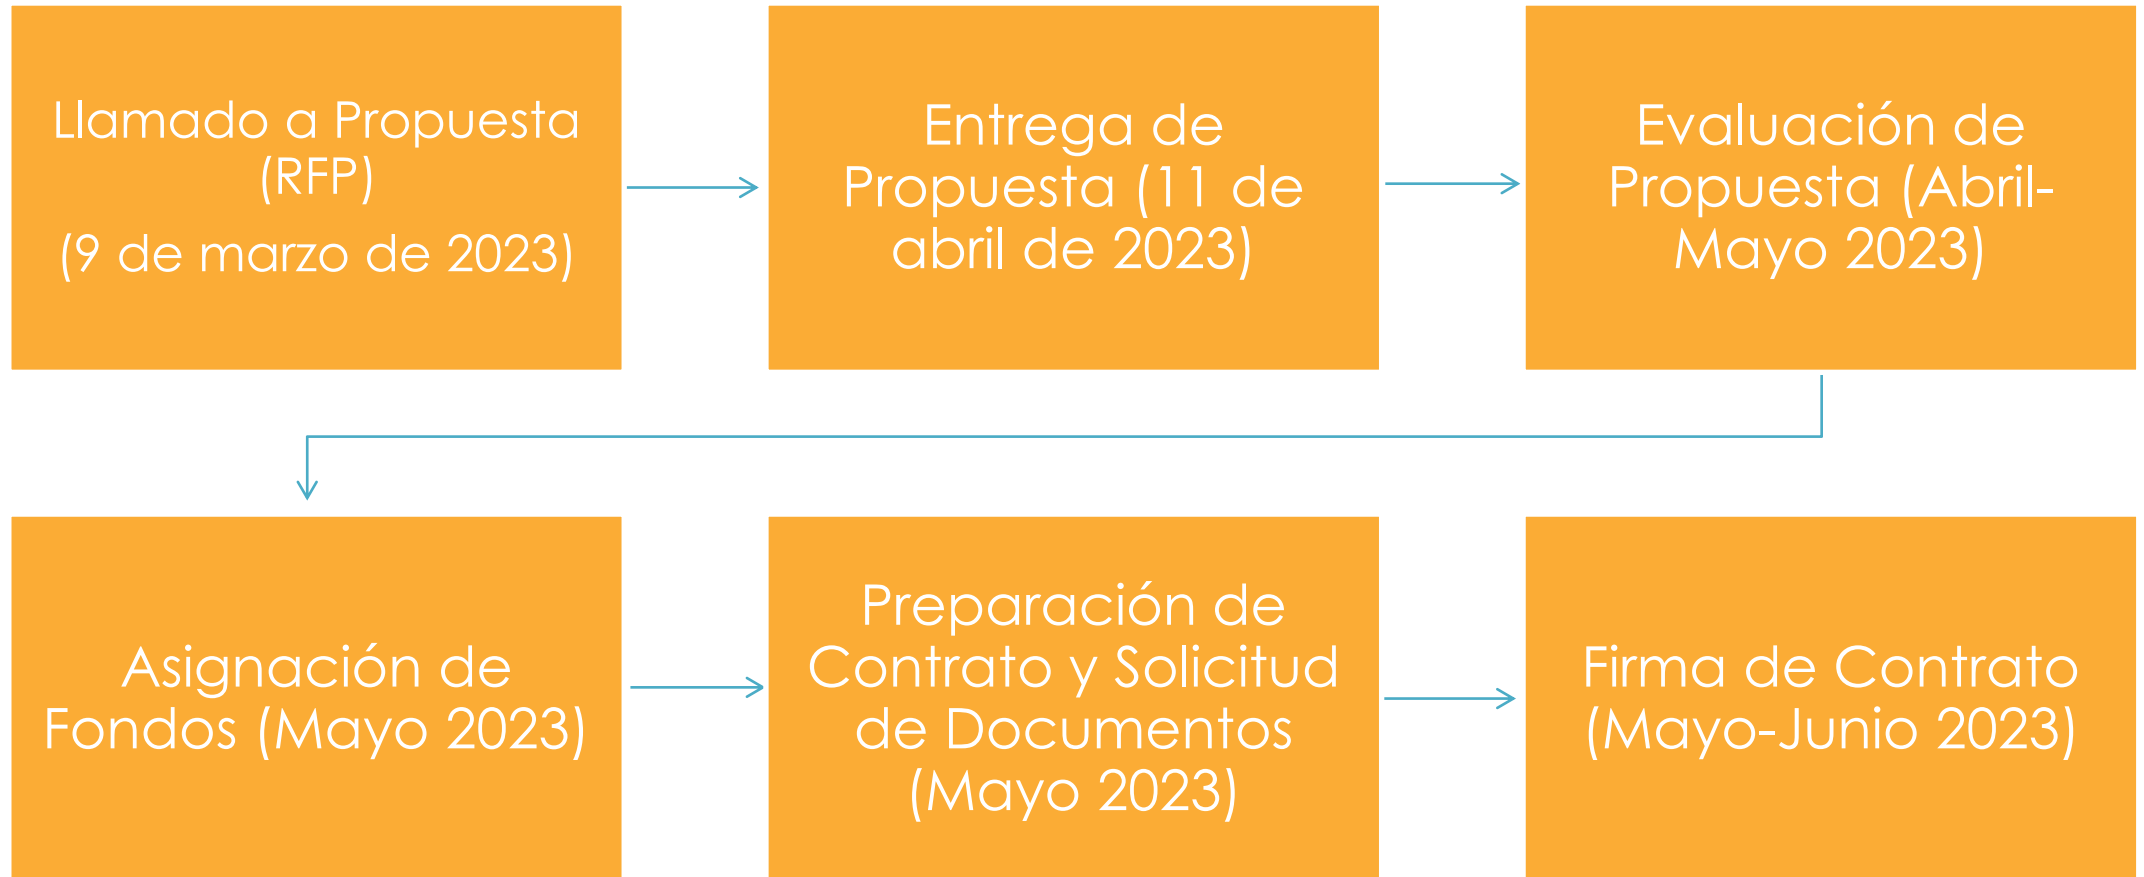 Llamado a Propuesta
(RFP)
(9 de marzo de 2023)
Entrega de
Propuesta (11 de
abril de 2023)
Evaluación de
Propuesta (Abril-
Mayo 2023)
Asignación de
Fondos (Mayo 2023)
Preparación de
Contrato y Solicitud
de Documentos
(Mayo 2023)
Firma de Contrato
(Mayo-Junio 2023)